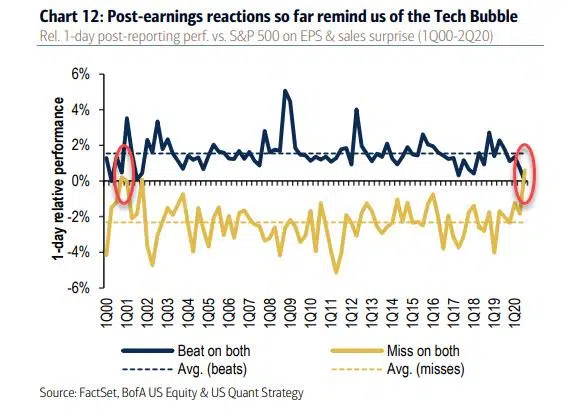 Chart 12: Post-earnings reactions so far remind us of the Tech Bubble
Rel. 1-day post-reporting perf. vs. S&P 500 on EPS & sales surprise (1Q00-2Q20)
6%
4%
2%
0%
-2%
-4%
-6%
1-day relative performance
1Q00
1Q01
1Q02
1Q03
1Q04
1Q05
1Q06
1Q07
1Q08
1Q09
1Q10
1Q11
1Q12
1Q13
1Q14
1Q15
1Q16
1Q17
1Q18
1Q19
1Q20
Beat on both
Miss on both
Avg. (beats)
Avg. (misses)
Source: FactSet, BofA US Equity & US Quant Strategy